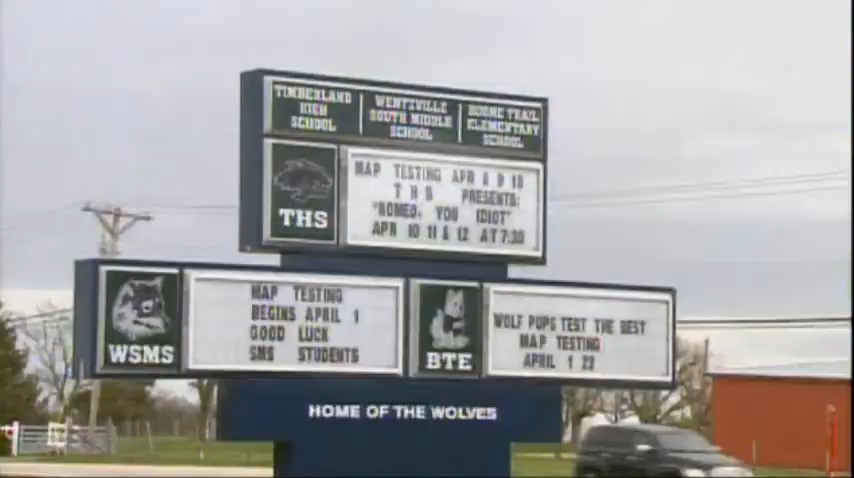 TIMBERLAND
HIGH
SCHOOL
WENTZVILLE
SOUTH MIDDLE
SCHOOL
BOONE TRAIL
ELEMENTARY
SCHOOL
THS
MAP TESTING APR 8 9 10
T H S PRESENTS:
"ROMEO, YOU IDIOT"
APR 10 11 & 12 AT 7:30
WSMS
MAP TESTING
BEGINS APRIL 1
GOOD LUCK
SMS STUDENTS
BTE
WOLF PUPS TEST THE BEST
MAP TESTING
APRIL 1 23
HOME OF THE WOLVES